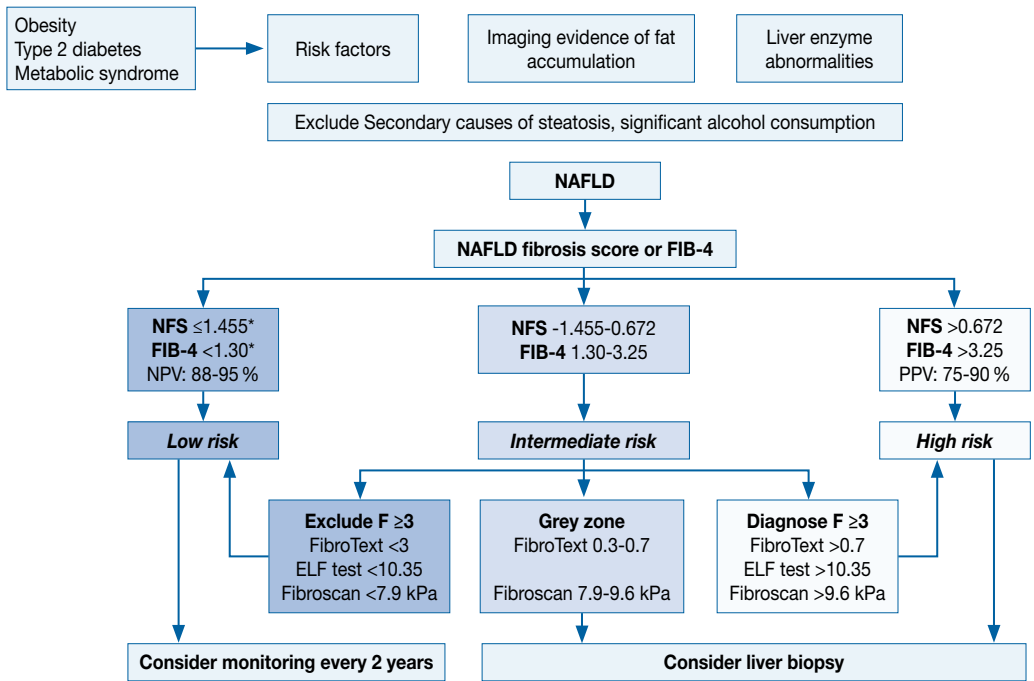 Obesity
Type 2 diabetes
Metabolic syndrome
Risk factors
Imaging evidence of fat
accumulation
Liver enzyme
abnormalities
Exclude Secondary causes of steatosis, significant alcohol consumption
NAFLD
NAFLD fibrosis score or FIB-4
NFS ≤1.455*
FIB-4 <1.30*
NPV: 88-95 %
NFS -1.455-0.672
FIB-4 1.30-3.25
NFS >0.672
FIB-4 >3.25
PPV: 75-90 %
Low risk
Intermediate risk
High risk
Exclude F ≥3
FibroText <3
ELF test <10.35
Fibroscan <7.9 kPa
Grey zone
FibroText 0.3-0.7
Fibroscan 7.9-9.6 kPa
Diagnose F ≥3
FibroText >0.7
ELF test >10.35
Fibroscan >9.6 kPa
Consider monitoring every 2 years
Consider liver biopsy